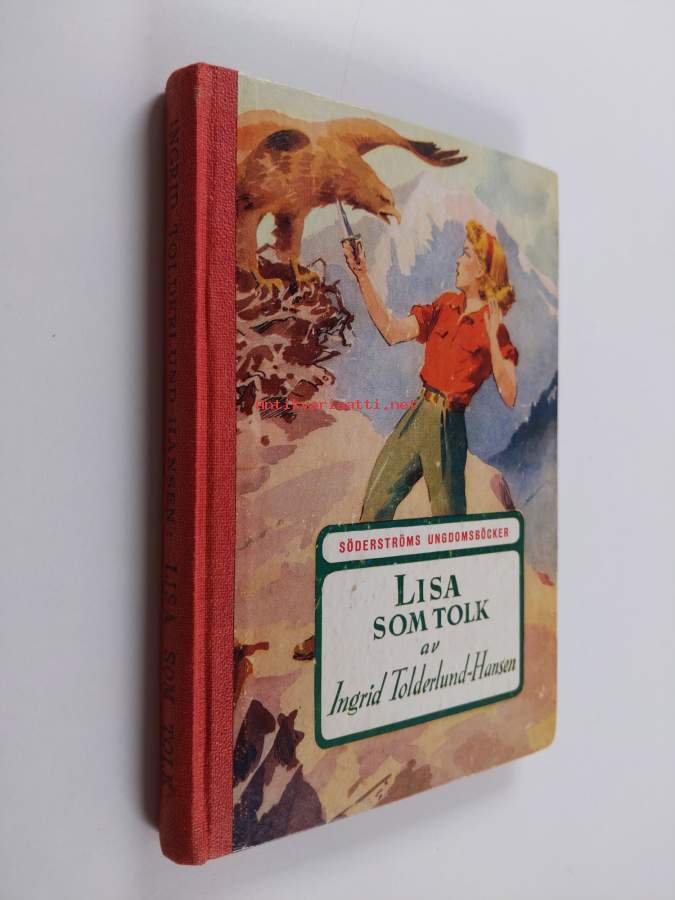 INGRID TOLDERLUND-HANSEN: LISA SOM TOLK
Antikvariaatti.net
SÖDERSTRÖMS UNGDOMSBÖCKER
LISA
SOM TOLK
av
Ingrid Tolderlund-Hansen